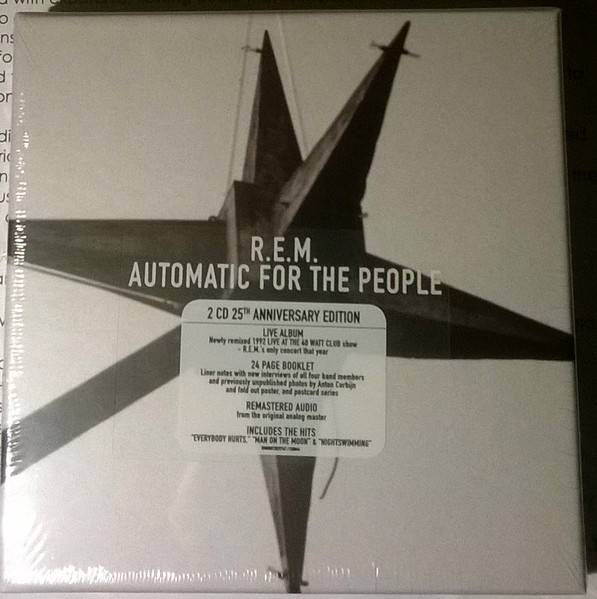 R.E.M.
AUTOMATIC FOR THE PEOPLE
2 CD 25TH ANNIVERSARY EDITION
LIVE ALBUM
Newly remixed 1992 LIVE AT THE 40 WATT CLUB show
- R.E.M.'s only concert that year
24 PAGE BOOKLET
Liner notes with new interviews of all four band members
and previously unpublished photos by Anton Corbijn
and fold out poster, and postcard series
REMASTERED AUDIO
from the original analog master
INCLUDES THE HITS
"EVERYBODY HURTS," "MAN ON THE MOON" & "NIGHTSWIMMING"